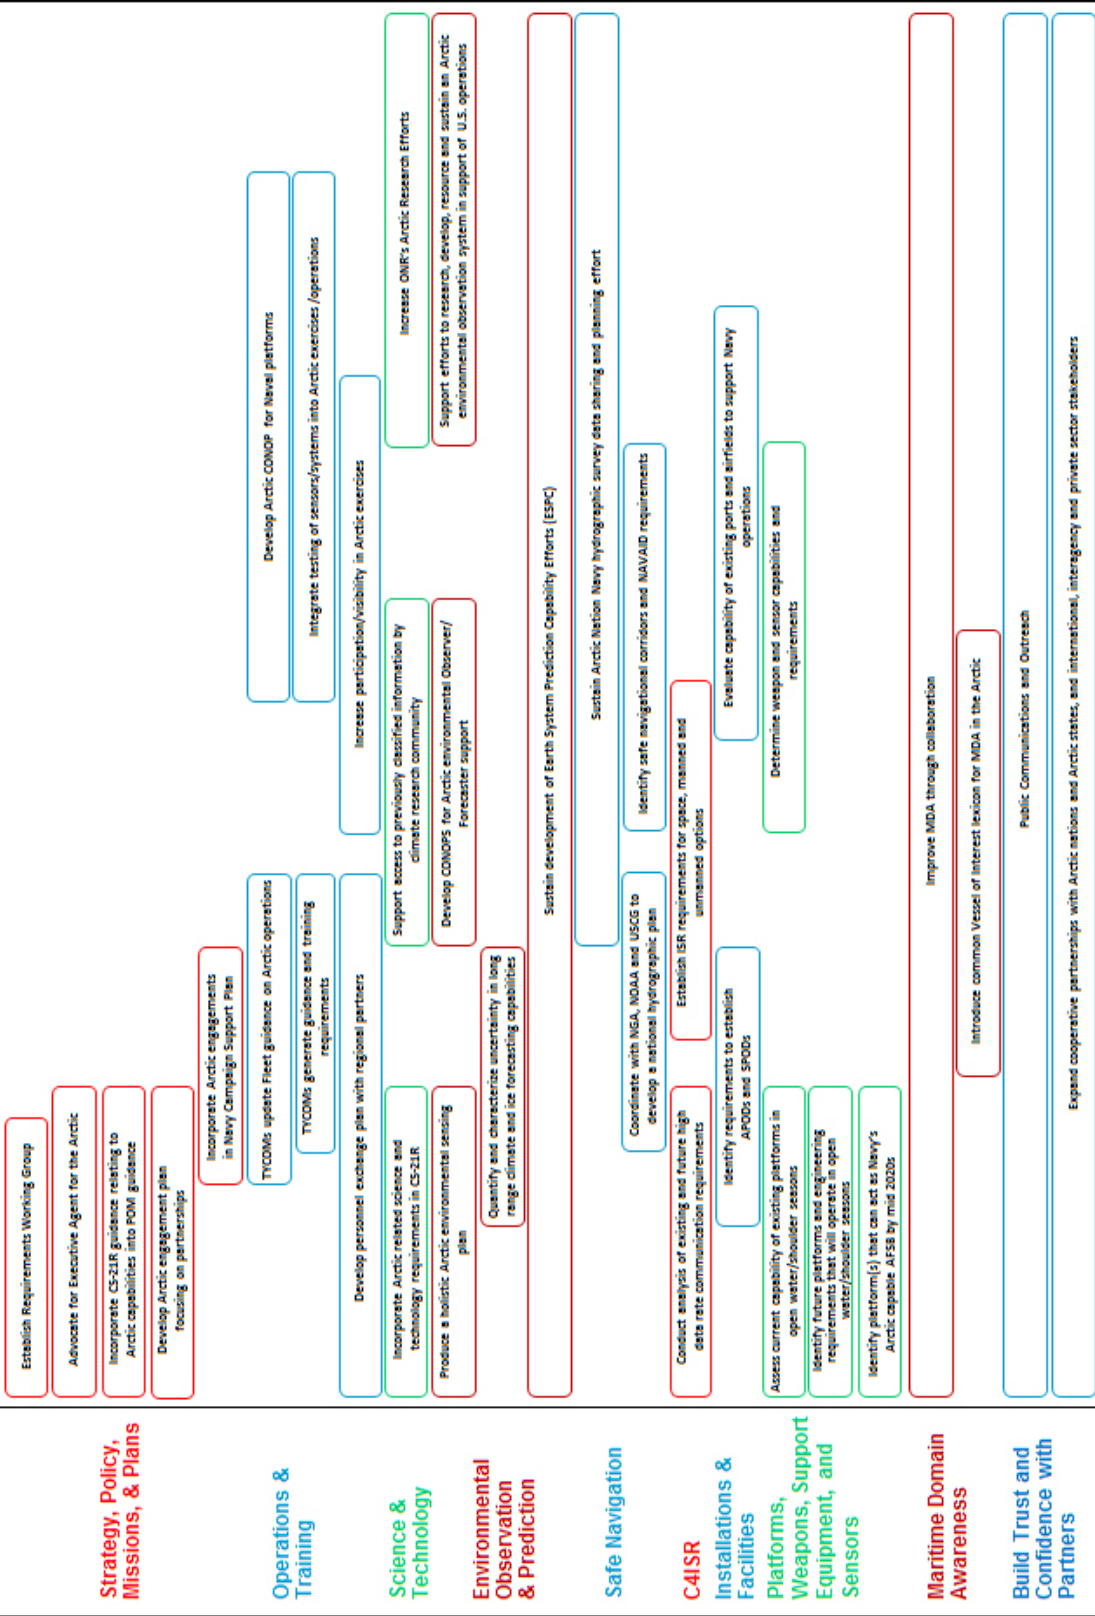 Strategy, Policy,
Missions, & Plans
Establish Requirements Working Group
Advocate for Executive Agent for the Arctic
Incorporate CS-21R guidance relating to
Arctic capabilities into POM guidance
Develop Arctic engagement plan
focusing on partnerships
Incorporate Arctic engagements
in Navy Campaign Support Plan
Operations &
Training
TYCOMs update Fleet guidance on Arctic operations
Develop Arctic CONOP for Naval platforms
TYCOMs generate guidance and training
requirements
Integrate testing of sensors/systems into Arctic exercises /operations
Develop personnel exchange plan with regional partners
Increase participation/visibility in Arctic exercises
Science &
Technology
Incorporate Arctic related science and
technology requirements in CS-21R
Support access to previously classified information by
climate research community
Increase ONR's Arctic Research Efforts
Environmental
Observation
& Prediction
Produce a holistic Arctic environmental sensing
plan
Develop CONOPS for Arctic environmental Observer/
Forecaster support
Support efforts to research, develop, resource and sustain an Arctic
environmental observation system in support of U.S. operations
Quantify and characterize uncertainty in long
range climate and ice forecasting capabilities
Sustain development of Earth System Prediction Capability Efforts (ESPC)
Safe Navigation
Sustain Arctic Nation Navy hydrographic survey data sharing and planning effort
Coordinate with NGA, NOAA and USCG to
develop a national hydrographic plan
Identify safe navigational corridors and NAVAID requirements
C4ISR
Conduct analysis of existing and future high
data rate communication requirements
Establish ISR requirements for space, manned and
unmanned options
Installations &
Facilities
Identify requirements to establish
APODs and SPODs
Evaluate capability of existing ports and airfields to support Navy
operations
Platforms,
Weapons, Support
Equipment, and
Sensors
Assess current capability of existing platforms in
open water/shoulder seasons
Determine weapon and sensor capabilities and
requirements
Identify future platforms and engineering
requirements that will operate in open
water/shoulder seasons
Identify platform(s) that can act as Navy's
Arctic capable AFSB by mid 2020s
Maritime Domain
Awareness
Improve MDA through collaboration
Introduce common Vessel of Interest lexicon for MDA in the Arctic
Build Trust and
Confidence with
Partners
Public Communications and Outreach
Expand cooperative partnerships with Arctic nations and Arctic states, and international, interagency and private sector stakeholders